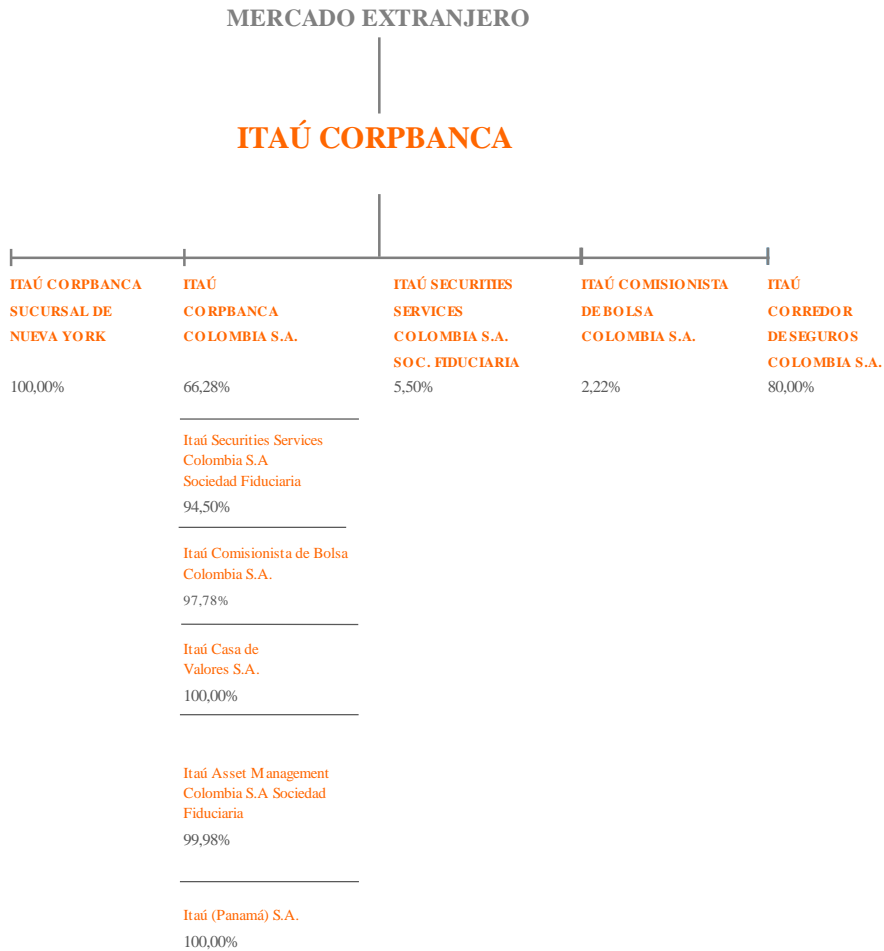 MERCADO EXTRANJERO
ITAÚ CORPBANCA
ITAÚ CORPBANCA
SUCURSAL DE
NUEVA YORK
100,00%
ITAÚ
CORPBANCA
COLOMBIA S.A.
66,28%
Itaú Securities Services
Colombia S.A
Sociedad Fiduciaria
94,50%
Itaú Comisionista de Bolsa
Colombia S.A.
97,78%
Itaú Casa de
Valores S.A.
100,00%
Itaú Asset Management
Colombia S.A Sociedad
Fiduciaria
99,98%
Itaú (Panamá) S.A.
100,00%
ITAÚ SECURITIES
SERVICES
COLOMBIA S.A.
SOC. FIDUCIARIA
5,50%
ITAÚ COMISIONISTA
DE BOLSA
COLOMBIA S.A.
2,22%
ITAÚ
CORREDOR
DE SEGUROS
COLOMBIA S.A.
80,00%